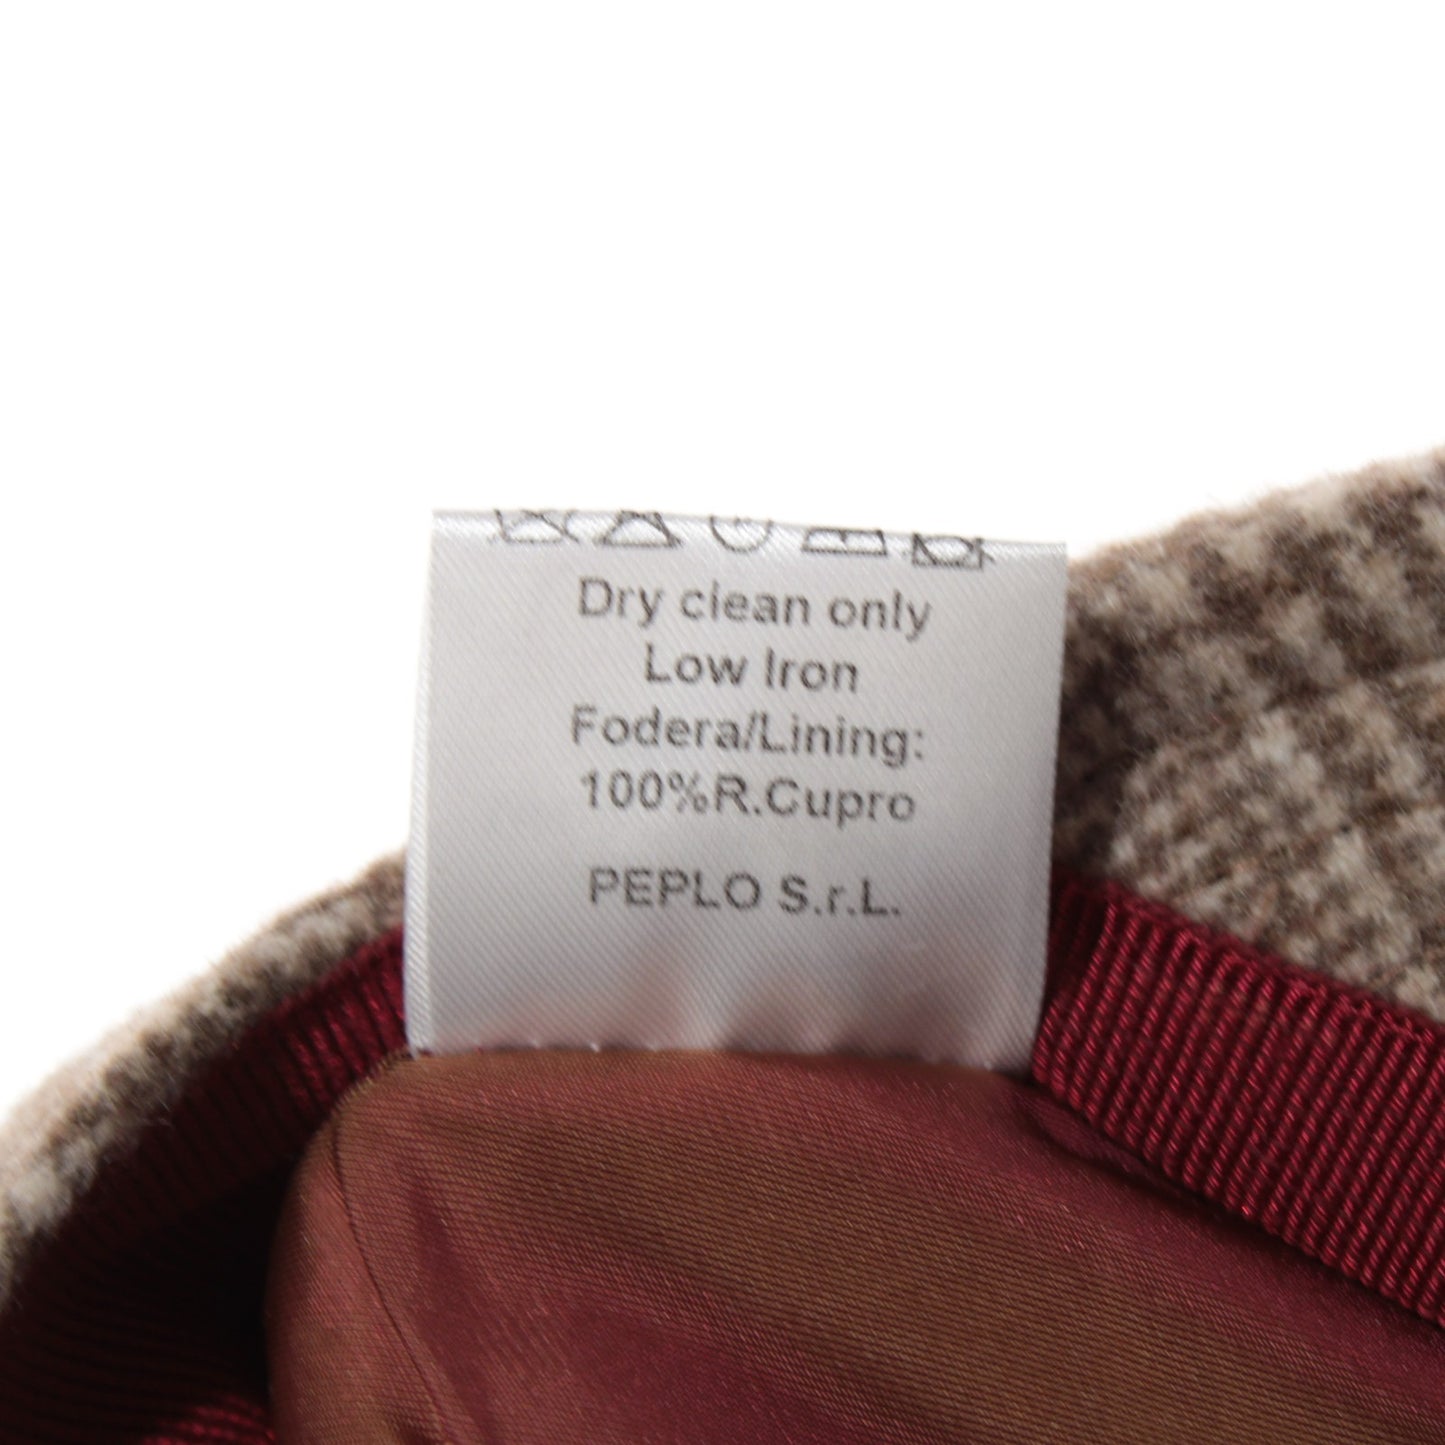 Dry clean only
Low Iron
Fodera/Lining:
100%R.Cupro
PEPLO S.r.L.